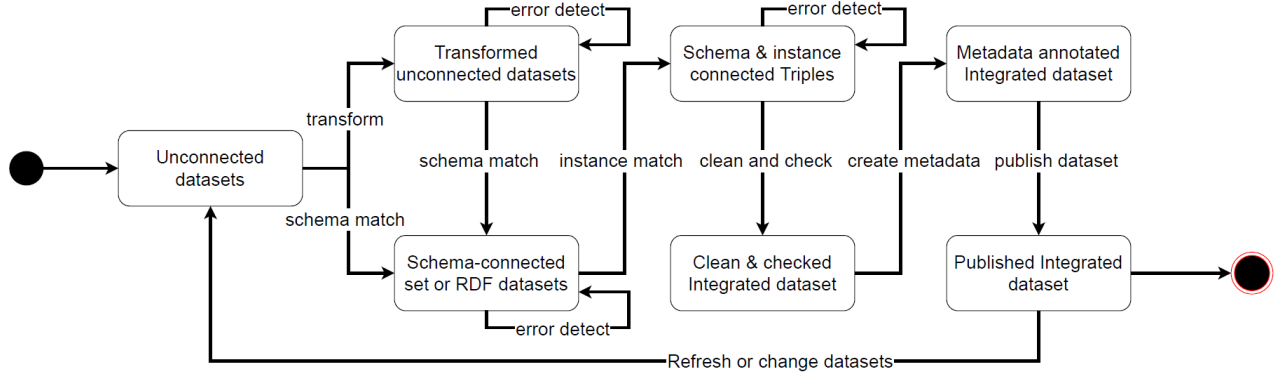 error detect
error detect
Transformed
unconnected datasets
Schema & instance
connected Triples
Metadata annotated
Integrated dataset
transform
Unconnected
datasets
schema match
instance match
clean and check
create metadata
publish dataset
schema match
Schema-connected
set or RDF datasets
Clean & checked
Integrated dataset
Published Integrated
dataset
error detect
Refresh or change datasets